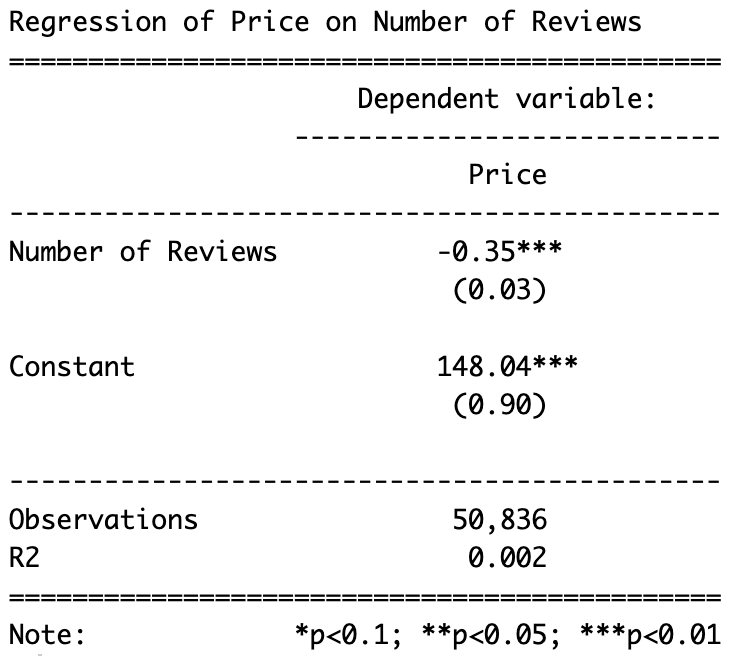 Regression of Price on Number of Reviews
=============================================
Dependent variable:
---------------------------
Price
---------------------------------------------
Number of Reviews -0.35***
(0.03)
Constant 148.04***
(0.90)
---------------------------------------------
Observations 50,836
R2 0.002
=============================================
Note: *p<0.1; **p<0.05; ***p<0.01